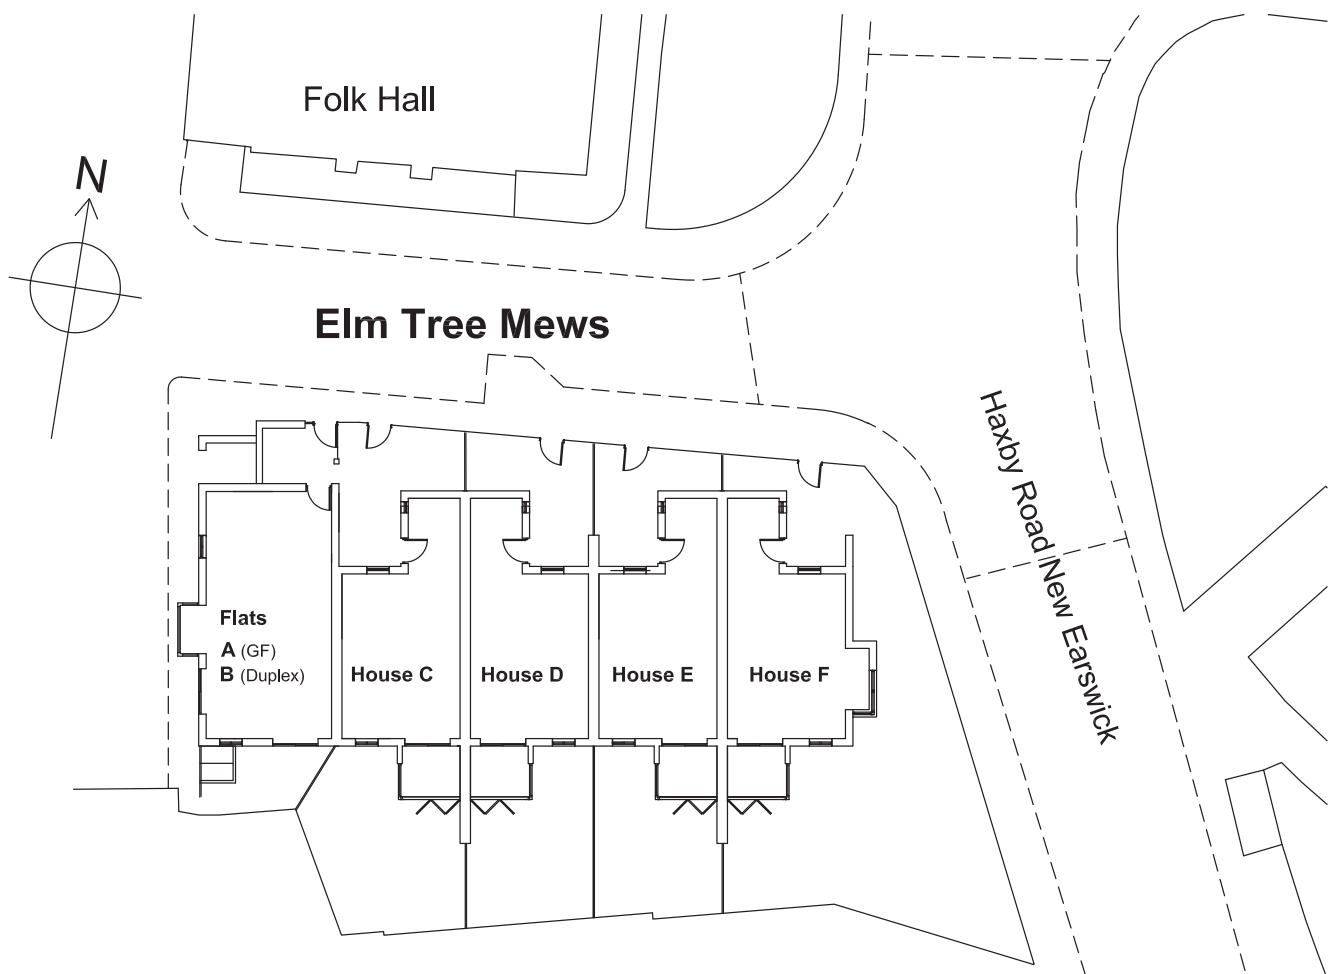 Folk Hall
N
Elm Tree Mews
Haxby Road/New Earswick
Flats
A (GF)
B (Duplex)
House C
House D
House E
House F